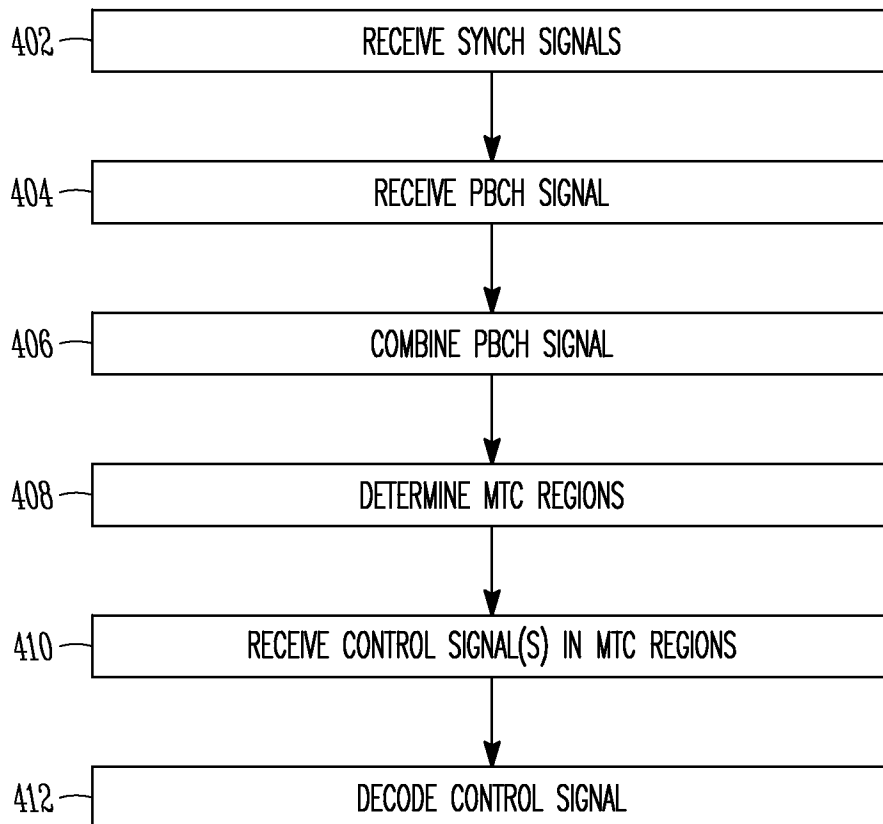 402 RECEIVE SYNCH SIGNALS
404 RECEIVE PBCH SIGNAL
406 COMBINE PBCH SIGNAL
408 DETERMINE MTC REGIONS
410 RECEIVE CONTROL SIGNAL(S) IN MTC REGIONS
412 DECODE CONTROL SIGNAL